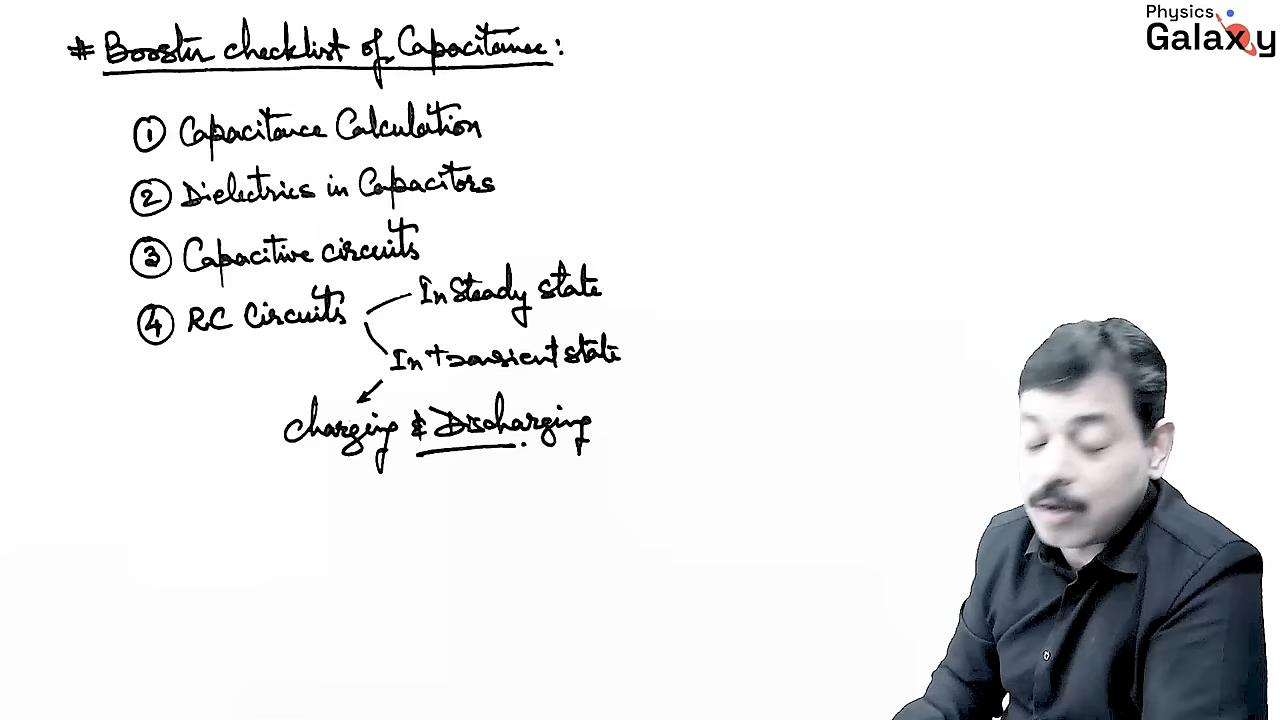 Physics
Galaxy
# Booster checklist of Capacitance:
① Capacitance Calculation
② Dielectrics in Capacitors
③ Capacitive circuits
④ RC Circuits
In Steady state
In transient state
Charging & Discharging